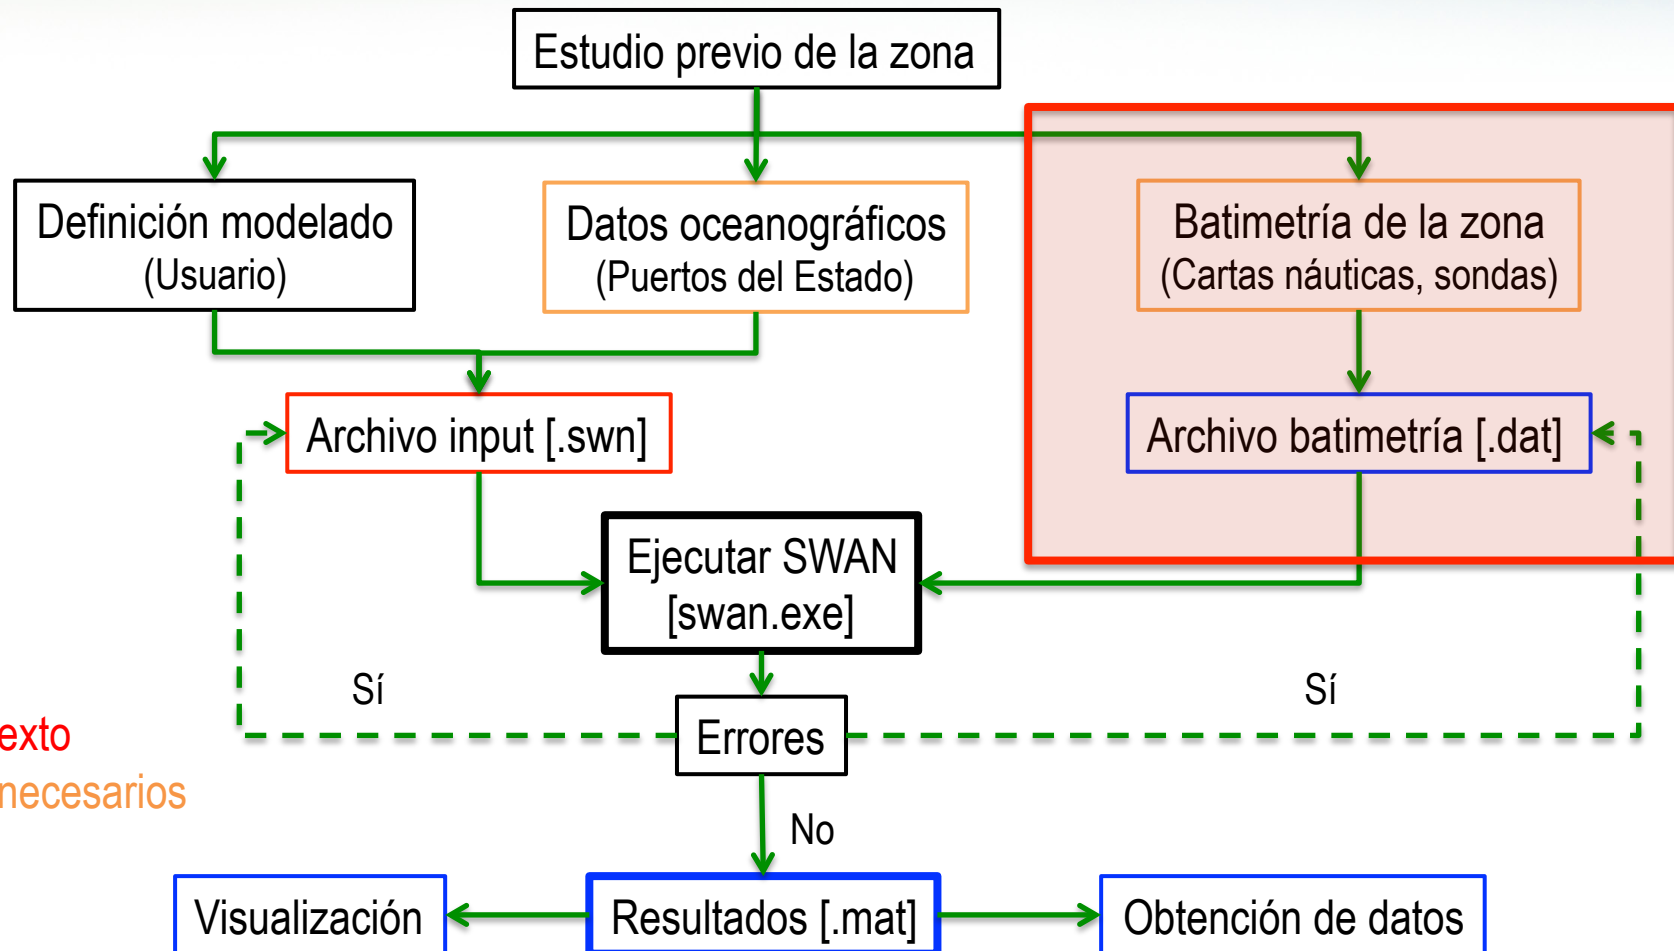 Estudio previo de la zona
Definición modelado
(Usuario)
Datos oceanográficos
(Puertos del Estado)
Batimetría de la zona
(Cartas náuticas, sondas)
Archivo input [.swn]
Archivo batimetría [.dat]
Ejecutar SWAN
[swan.exe]
Sí
Sí
Errores
exto
necesarios
No
Visualización
Resultados [.mat]
Obtención de datos